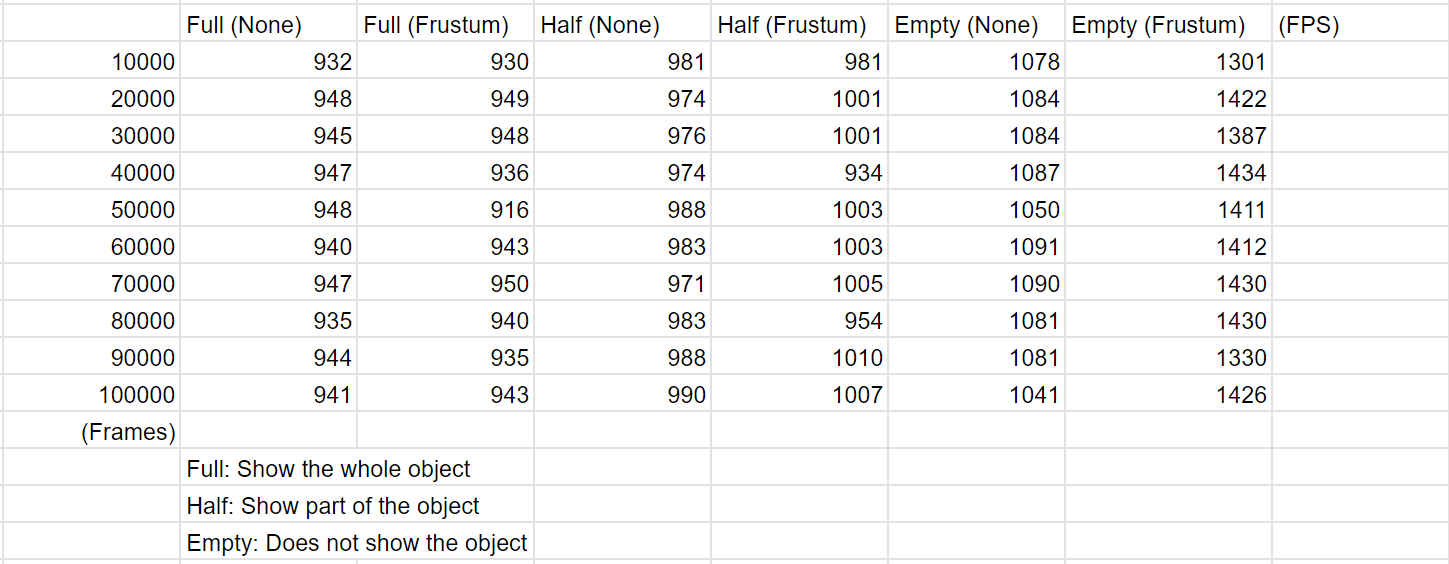 Full (None) Full (Frustum) Half (None) Half (Frustum) Empty (None) Empty (Frustum) (FPS)
10000 932 930 981 981 1078 1301
20000 948 949 974 1001 1084 1422
30000 945 948 976 1001 1084 1387
40000 947 936 974 934 1087 1434
50000 948 916 988 1003 1050 1411
60000 940 943 983 1003 1091 1412
70000 947 950 971 1005 1090 1430
80000 935 940 983 954 1081 1430
90000 944 935 988 1010 1081 1330
100000 941 943 990 1007 1041 1426
(Frames)
Full: Show the whole object
Half: Show part of the object
Empty: Does not show the object